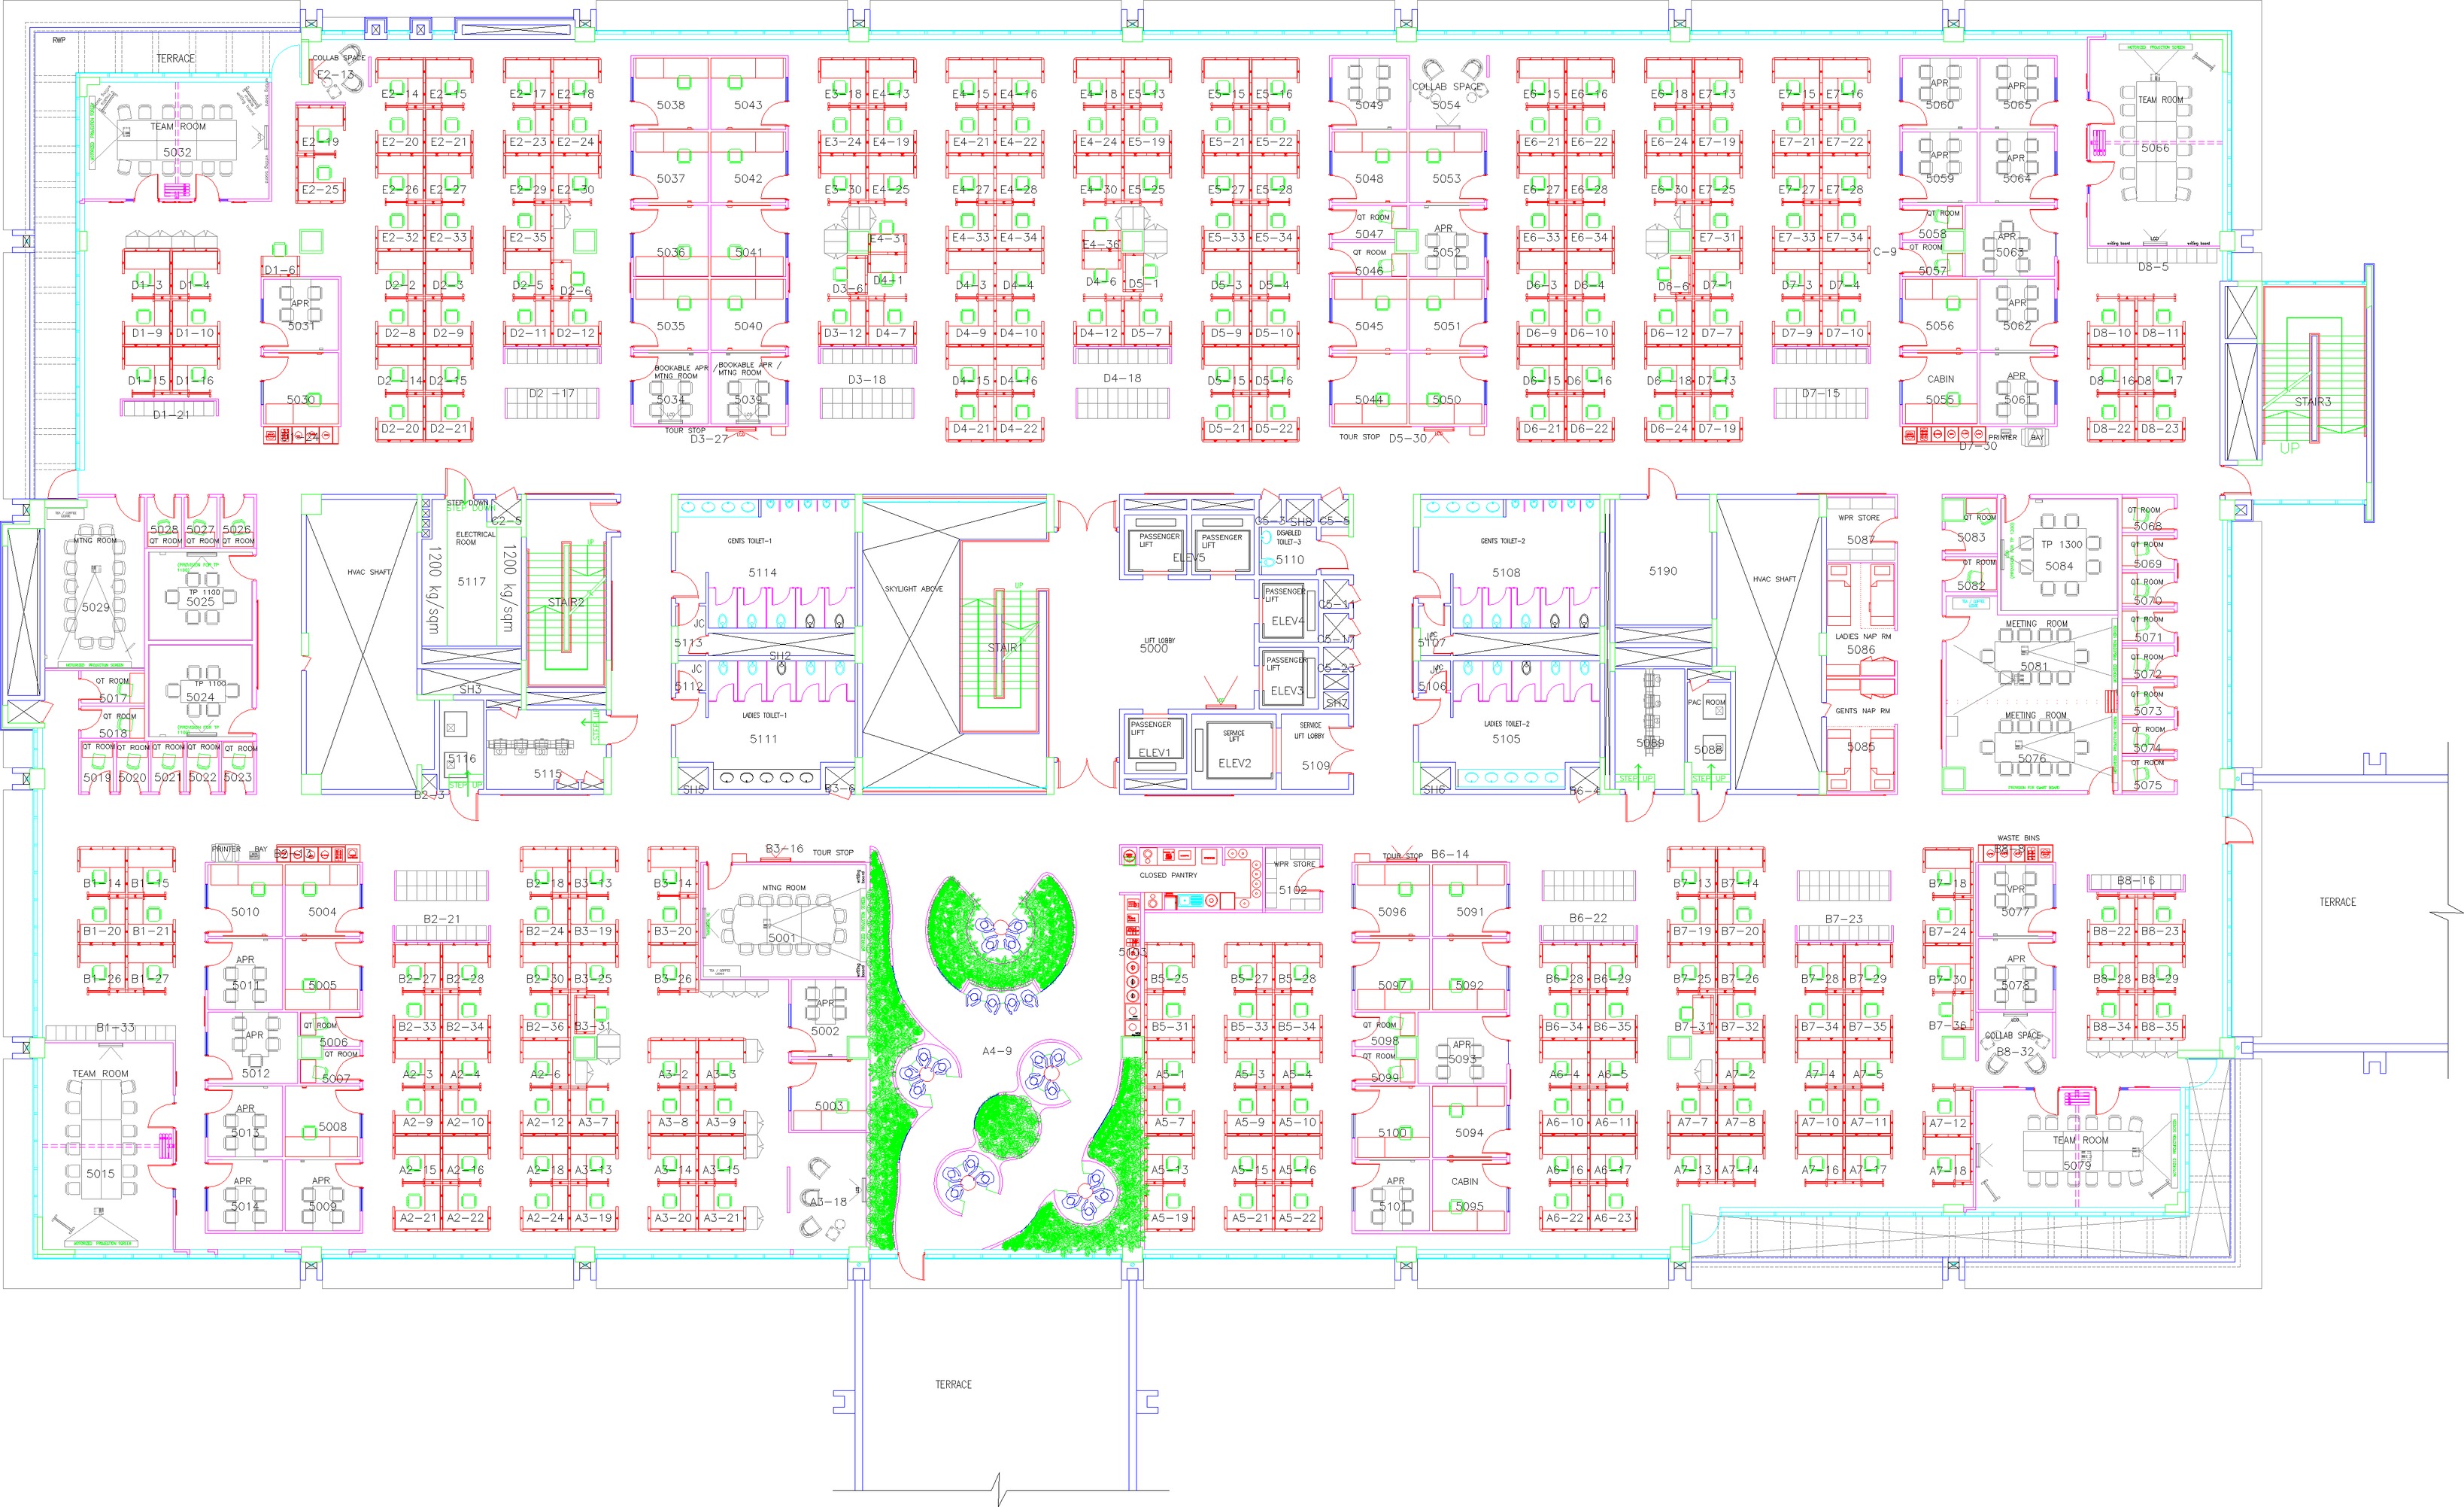 RWP
TERRACE
COLLAB SPACE
E2-13
E2-14 E2-15 E2-17 E2-18
5038 5043
E3-18 E4-13 E4-15 E4-16 E4-18 E5-13 E5-15 E5-16
5049
COLLAB SPACE
5054
E6-15 E6-16 E6-18 E7-13 E7-15 E7-16
APR
5060
APR
5065
TEAM ROOM
5066
TEAM ROOM
5032
E2-19
E2-20 E2-21 E2-23 E2-24
E3-24 E4-19 E4-21 E4-22 E4-24 E5-19 E5-21 E5-22
E6-21 E6-22 E6-24 E7-19 E7-21 E7-22
E2-25
E2-26 E2-27 E2-29 E2-30
5037 5042
E3-30 E4-25 E4-27 E4-28 E4-30 E5-25 E5-27 E5-28
5048 5053
E6-27 E6-28 E6-30 E7-25 E7-27 E7-28
APR
5059
APR
5064
E2-32 E2-33 E2-35
5036 5041
E4-31 E4-33 E4-34 E4-36 E5-33 E5-34
QT ROOM
5047
QT ROOM
5046
APR
5052
E6-33 E6-34 E7-31 E7-33 E7-34
C-9
QT ROOM
5058
QT ROOM
5057
APR
5063
D8-5
D1-6
D1-3 D1-4
D2-2 D2-3 D2-5 D2-6
D3-6 D4-1 D4-3 D4-4 D4-6 D5-1 D5-3 D5-4
D6-3 D6-4 D6-6 D7-1 D7-3 D7-4
APR
5031
D1-9 D1-10
D2-8 D2-9 D2-11 D2-12
5035 5040
D3-12 D4-7 D4-9 D4-10 D4-12 D5-7 D5-9 D5-10
5045 5051
D6-9 D6-10 D6-12 D7-7 D7-9 D7-10
5056
APR
5062
D8-10 D8-11
D1-15 D1-16
D2 -14 D2-15
D2 -17
BOOKABLE APR /
MTNG ROOM
5034
BOOKABLE APR /
MTNG ROOM
5039
D3-18 D4-15 D4-16 D4-18 D5-15 D5-16
D6-15 D6 -16 D6 -18 D7-13 D7-15
CABIN
5055
APR
5061
D8 -16 D8 -17
STAIR3
UP
D1-21
5030
D2-20 D2-21
TOUR STOP
D3-27
D4-21 D4-22 D5-21 D5-22
5044 5050
TOUR STOP
D5-30
D6-21 D6-22 D6-24 D7-19
PRINTER BAY
D7-30
D8-22 D8-23
MTNG ROOM
5029
5028 5027 5026
QT ROOM QT ROOM QT ROOM
TP 1100
5025
TP 1100
5024
QT ROOM
5017
QT ROOM
5018
QT ROOM QT ROOM QT ROOM QT ROOM QT ROOM
5019 5020 5021 5022 5023
HVAC SHAFT
STEP DOWN
STEP DOWN
C2-5
ELECTRICAL
ROOM
5117
1200 kg/sqm
1200 kg/sqm
UP
STAIR2
SH3
STEP UP
5116
5115
STEP UP
B2-3
GENTS TOILET-1
5114
JC
5113
SH2
JC
5112
LADIES TOILET-1
5111
SH5
B3-6
SKYLIGHT ABOVE
UP
STAIR1
LIFT LOBBY
5000
PASSENGER
LIFT
PASSENGER
LIFT
ELEV5
C5-3 SH8 C5-5
DISABLED
TOILET-3
5110
PASSENGER
LIFT
ELEV4
C5-11
C5-17
PASSENGER
LIFT
ELEV3
C5-23
SH7
PASSENGER
LIFT
ELEV1
SERVICE
LIFT
ELEV2
SERVICE
LIFT LOBBY
5109
GENTS TOILET-2
5108
JC
5107
JC
5106
LADIES TOILET-2
5105
SH6
B6-4
5190
HVAC SHAFT
5089
PAC ROOM
5088
STEP UP STEP UP
WPR STORE
5087
LADIES NAP RM
5086
GENTS NAP RM
5085
QT ROOM
5083
QT ROOM
5082
TP 1300
5084
MEETING ROOM
5081
MEETING ROOM
5076
QT ROOM
5068
QT ROOM
5069
QT ROOM
5070
QT ROOM
5071
QT ROOM
5072
QT ROOM
5073
QT ROOM
5074
QT ROOM
5075
TERRACE
PRINTER BAY
B2-13
B1-14 B1-15
5010 5004
B2-21
B2-18 B3-13 B3-14
B3-16
TOUR STOP
MTNG ROOM
5001
CLOSED PANTRY
WPR STORE
5102
5103
TOUR STOP
B6-14
5096 5091
B6-22
B7-13 B7-14
B7-23
B7-18
WASTE BINS
B8-8
VPR
5077
B8-16
B1-20 B1-21
B2-24 B3-19 B3-20
B7-19 B7-20 B7-24
B8-22 B8-23
B1-26 B1-27
APR
5011
5005
B2-27 B2-28 B2-30 B3-25 B3-26
B5-25 B5-27 B5-28
5097 5092
B6-28 B6-29 B7-25 B7-26 B7-28 B7-29 B7-30
APR
5078
B8-28 B8-29
B1-33
APR
5012
QT ROOM
5006
QT ROOM
5007
B2-33 B2-34 B2-36 B3-31
APR
5002
A4-9
B5-31 B5-33 B5-34
QT ROOM
5098
QT ROOM
5099
APR
5093
B6-34 B6-35 B7-31 B7-32 B7-34 B7-35 B7-36
COLLAB SPACE
B8-32
B8-34 B8-35
TEAM ROOM
5015
A2-3 A2-4 A2-6 A3-2 A3-3
A5-1 A5-3 A5-4
A6-4 A6-5 A7-2 A7-4 A7-5
APR
5013
5008
A2-9 A2-10 A2-12 A3-7 A3-8 A3-9
5003
A5-7 A5-9 A5-10
5100 5094
A6-10 A6-11 A7-7 A7-8 A7-10 A7-11 A7-12
TEAM ROOM
5079
A2-15 A2-16 A2-18 A3-13 A3-14 A3-15
A5-13 A5-15 A5-16
A6-16 A6-17 A7-13 A7-14 A7-16 A7-17 A7-18
APR
5014
APR
5009
A2-21 A2-22 A2-24 A3-19 A3-20 A3-21
A3-18
A5-19 A5-21 A5-22
APR
5101
CABIN
5095
A6-22 A6-23
TERRACE